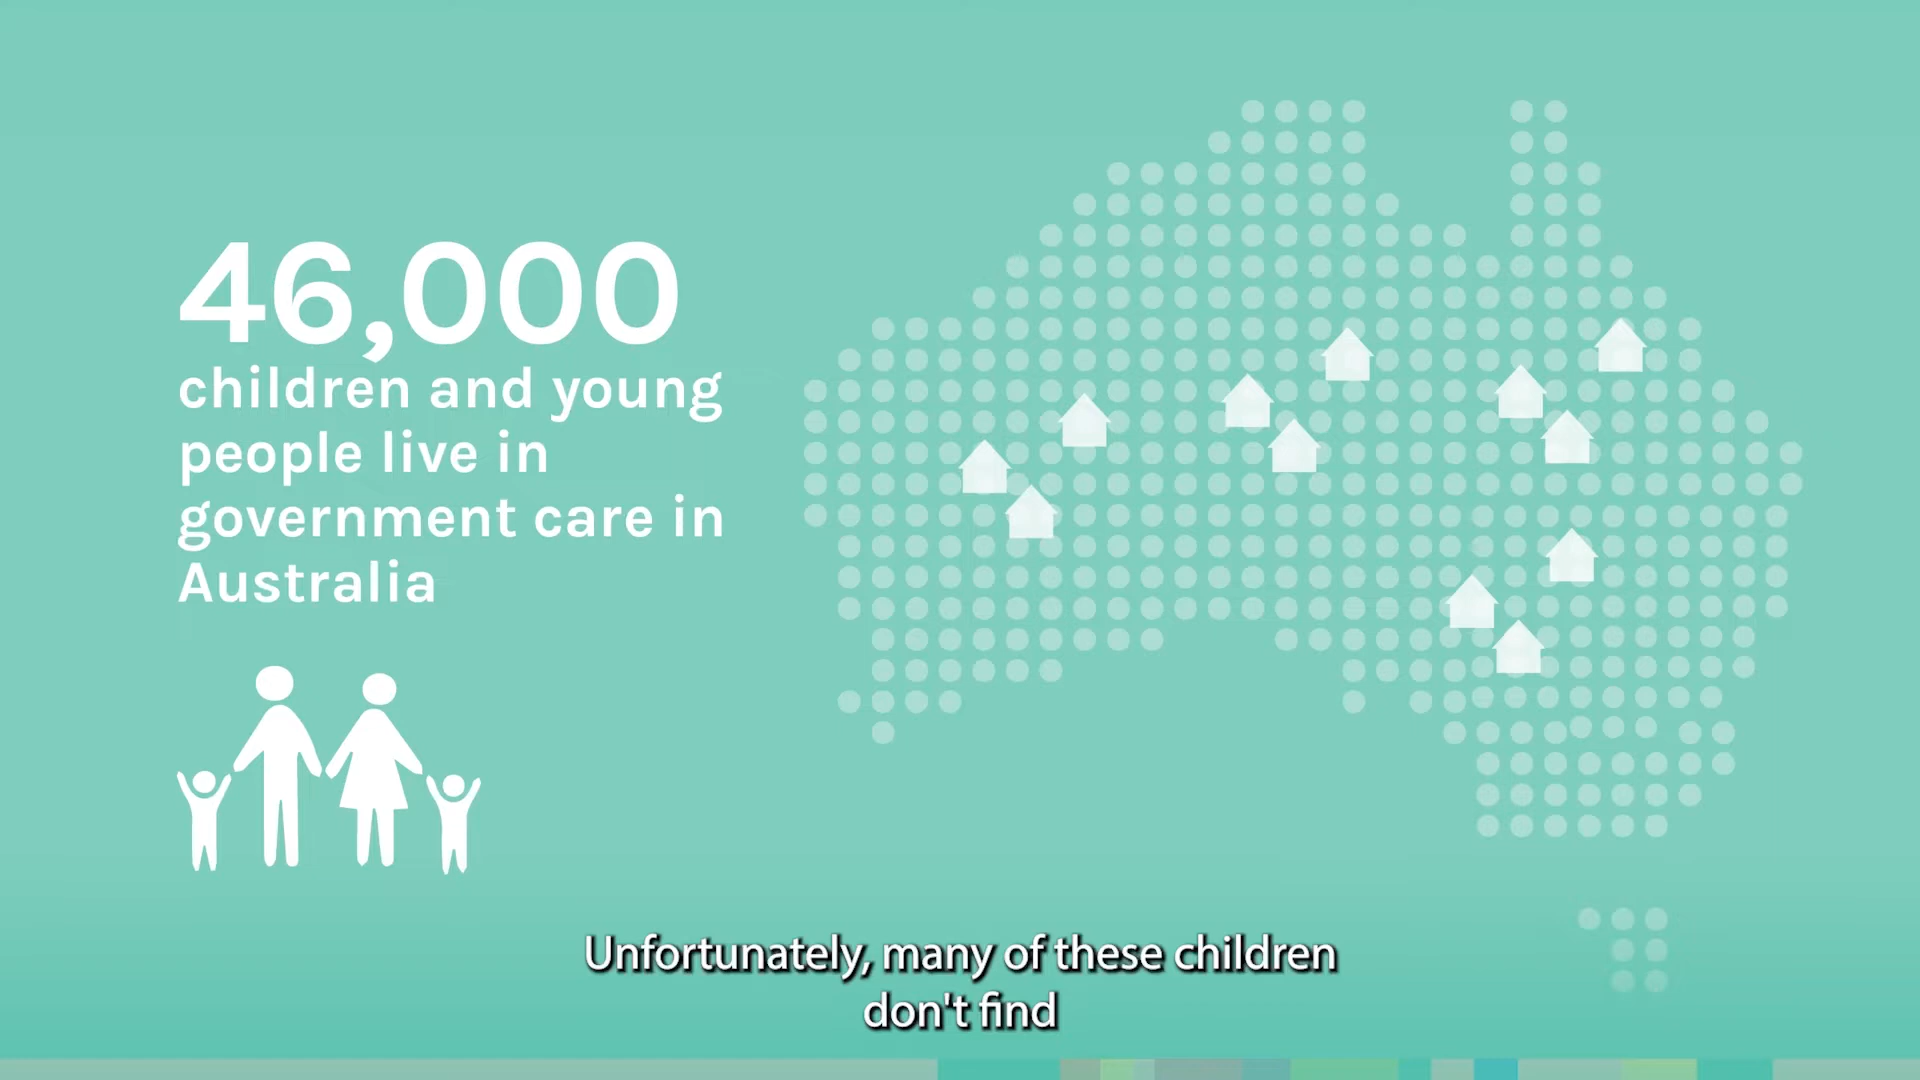 46,000
children and young
people live in
government care in
Australia
Unfortunately, many of these children
don't find